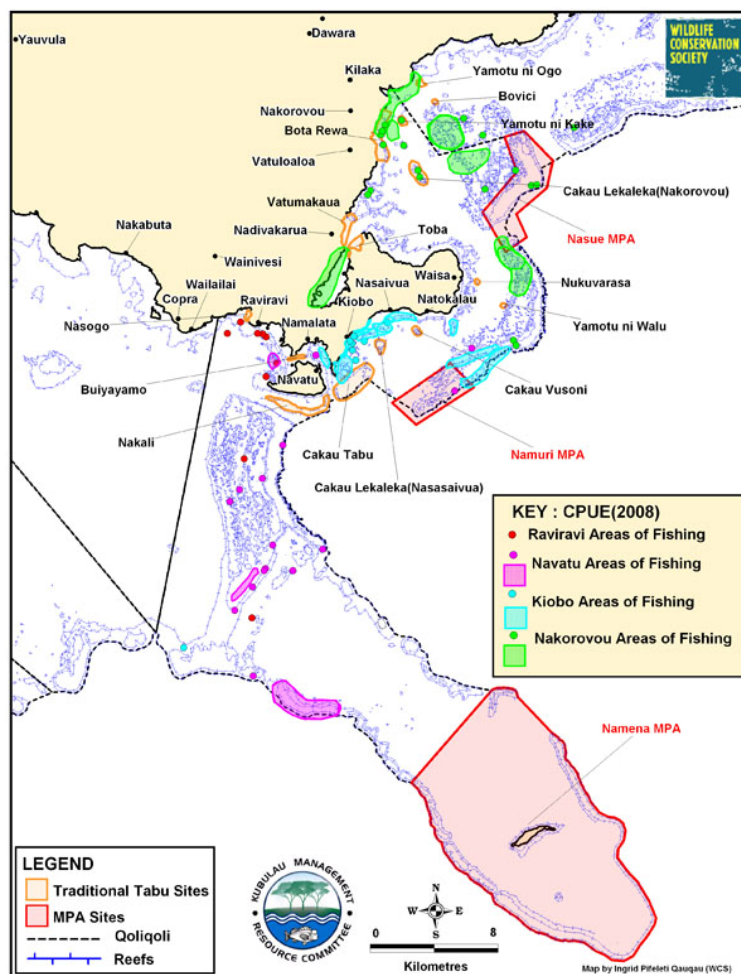 Yauvula
Dawara
WILDLIFE
CONSERVATION
SOCIETY
Kilaka
Yamotu ni Ogo
Bovici
Nakorovou
Yamotu ni Kake
Bota Rewa
Vatuloaloa
Cakau Lekaleka(Nakorovou)
Vatumakaua
Nadivakarua
Toba
Nasue MPA
Nakabuta
Wainivesi
Nasaivua
Waisa
Nukuvarasa
Wailailai
Copra
Raviravi
Kiobo
Natokalau
Nasogo
Namalata
Yamotu ni Walu
Buiyayamo
Navatu
Cakau Vusoni
Nakali
Cakau Tabu
Namuri MPA
Cakau Lekaleka(Nasasaivua)
KEY : CPUE(2008)
Raviravi Areas of Fishing
Navatu Areas of Fishing
Kiobo Areas of Fishing
Nakorovou Areas of Fishing
Namena MPA
LEGEND
Traditional Tabu Sites
MPA Sites
Qoliqoli
Reefs
KUBULAU MANAGEMENT
RESOURCE COMMITTEE
N
W E
S
0 8
Kilometres
Map by Ingrid Pifeleti Qauqau (WCS)